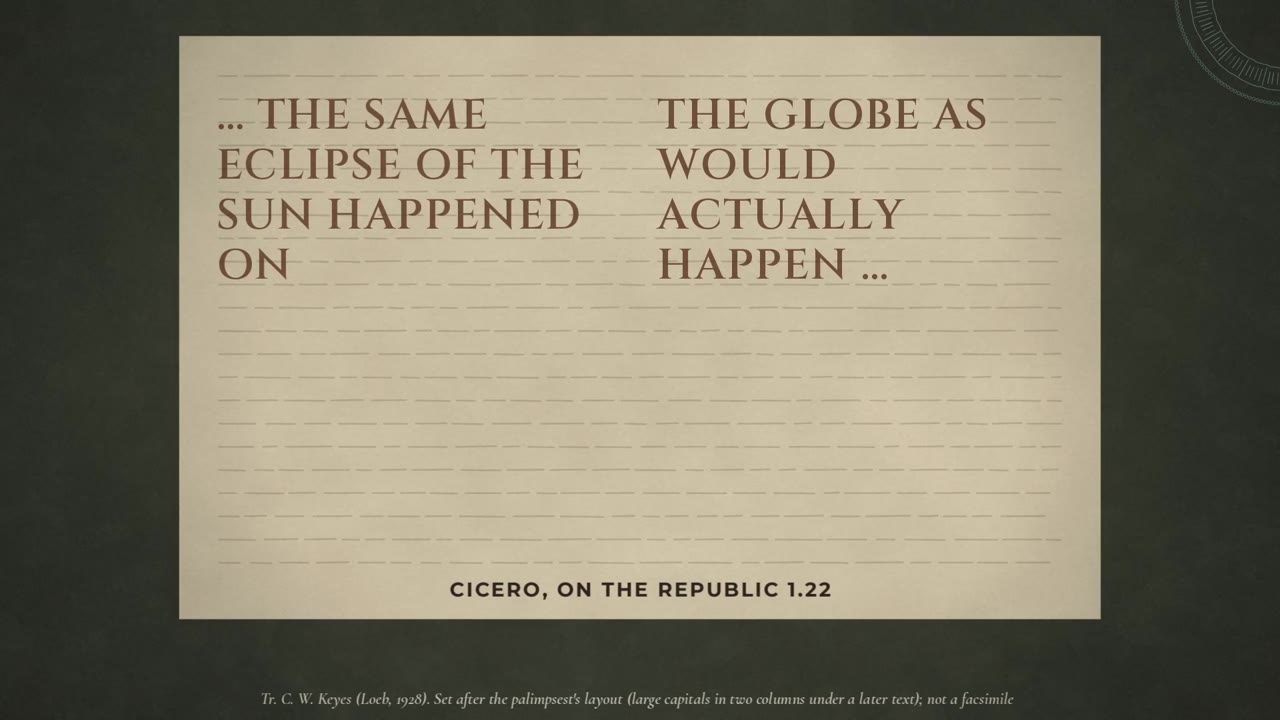 … THE SAME
ECLIPSE OF THE
SUN HAPPENED
ON
THE GLOBE AS
WOULD
ACTUALLY
HAPPEN …
CICERO, ON THE REPUBLIC 1.22
Tr. C. W. Keyes (Loeb, 1928). Set after the palimpsest's layout (large capitals in two columns under a later text); not a facsimile